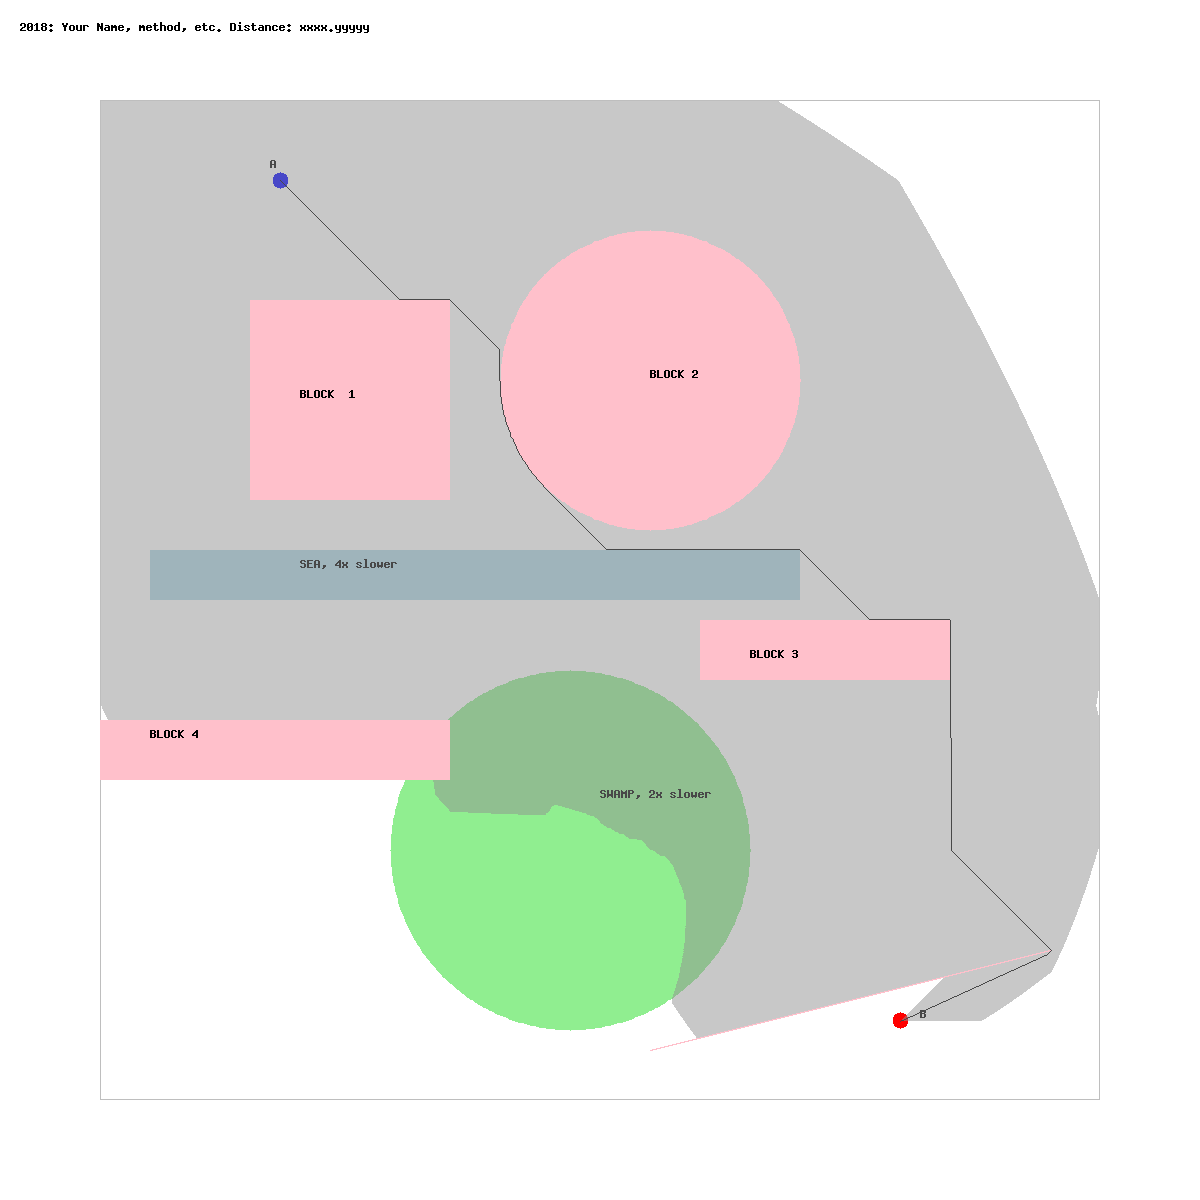 2018: Your Name, method, etc. Distance: xxxx.yyyyy
A
BLOCK 2
BLOCK  1
SEA, 4x slower
BLOCK 3
BLOCK 4
SWAMP, 2x slower
B